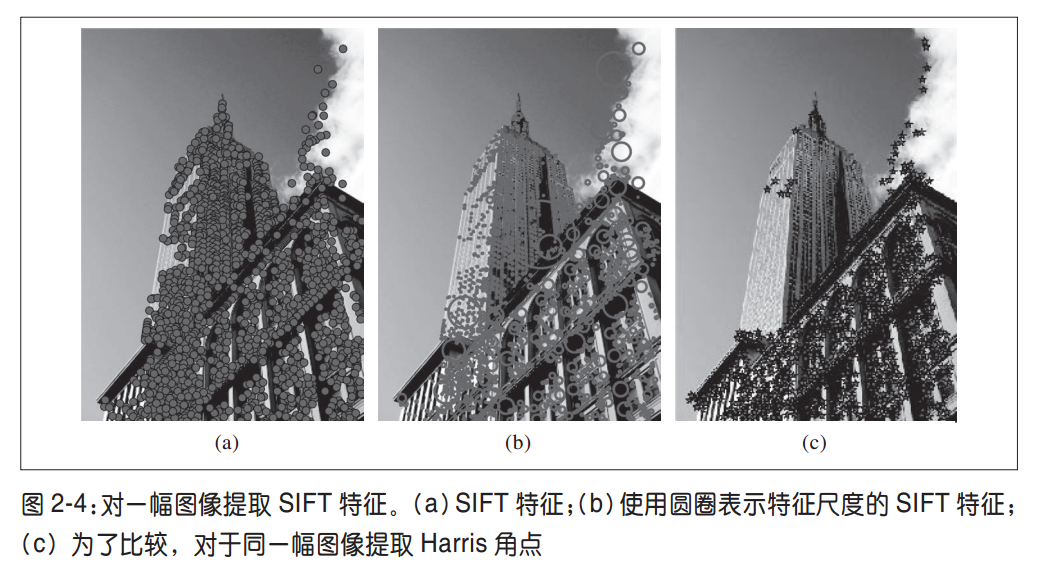 (a)
(b)
(c)
图 2-4：对一幅图像提取 SIFT 特征。（a）SIFT 特征；（b）使用圆圈表示特征尺度的 SIFT 特征；
（c）为了比较，对于同一幅图像提取 Harris 角点